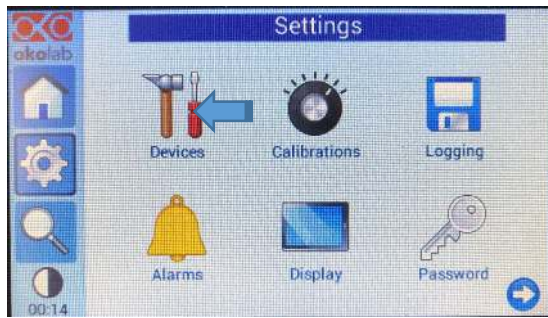 Settings
okolab
Devices
Calibrations
Logging
Alarms
Display
Password
00:14